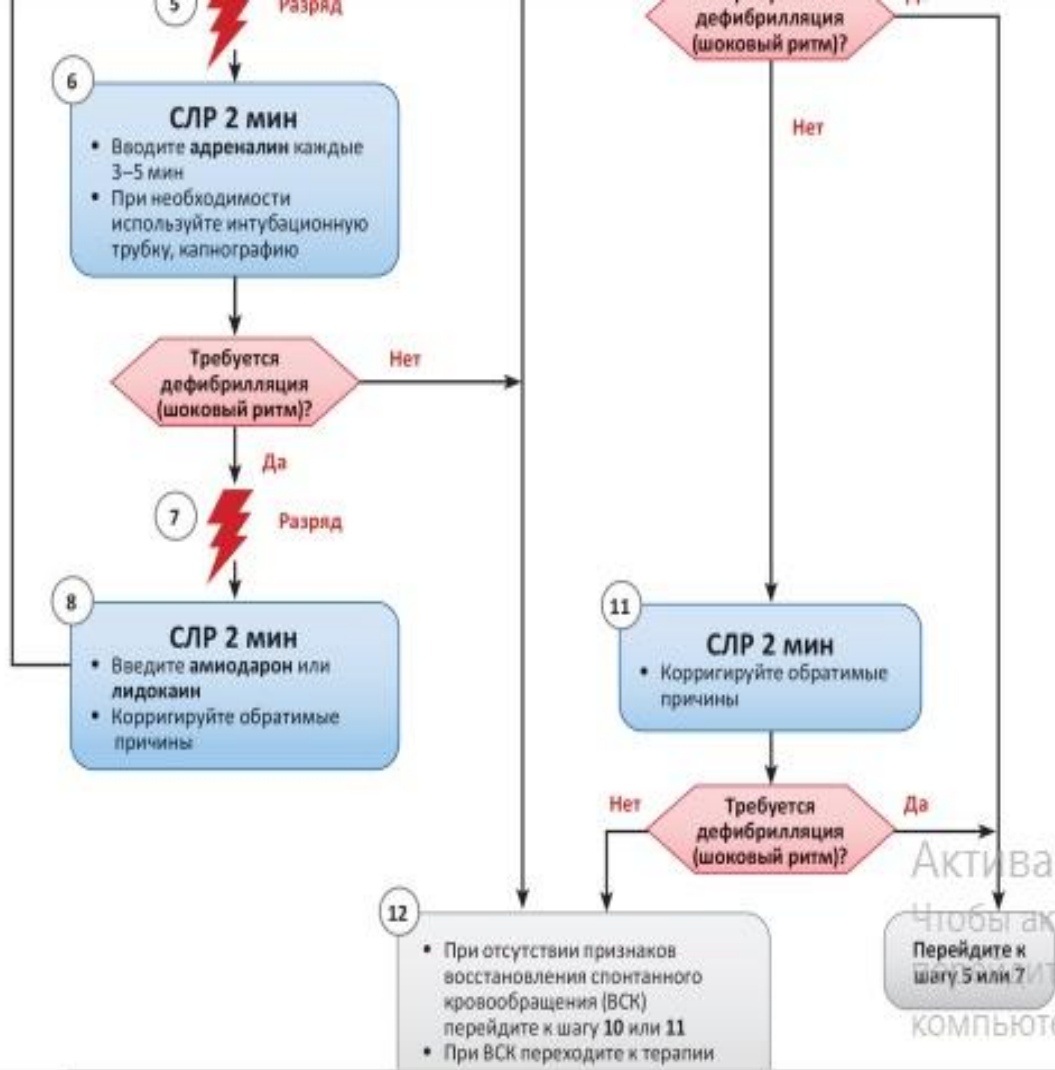 5
Разряд
6
СЛР 2 мин
• Вводите адреналин каждые
3–5 мин
• При необходимости
используйте интубационную
трубку, капнографию
Требуется
дефибрилляция
(шоковый ритм)?
Нет
Да
7
Разряд
8
СЛР 2 мин
• Введите амиодарон или
лидокаин
• Корригируйте обратимые
причины
дефибрилляция
(шоковый ритм)?
Нет
11
СЛР 2 мин
• Корригируйте обратимые
причины
Нет
Требуется
дефибрилляция
(шоковый ритм)?
Да
12
• При отсутствии признаков
восстановления спонтанного
кровообращения (ВСК)
перейдите к шагу 10 или 11
• При ВСК переходите к терапии
Перейдите к
шагу 5 или 7
Чтобы